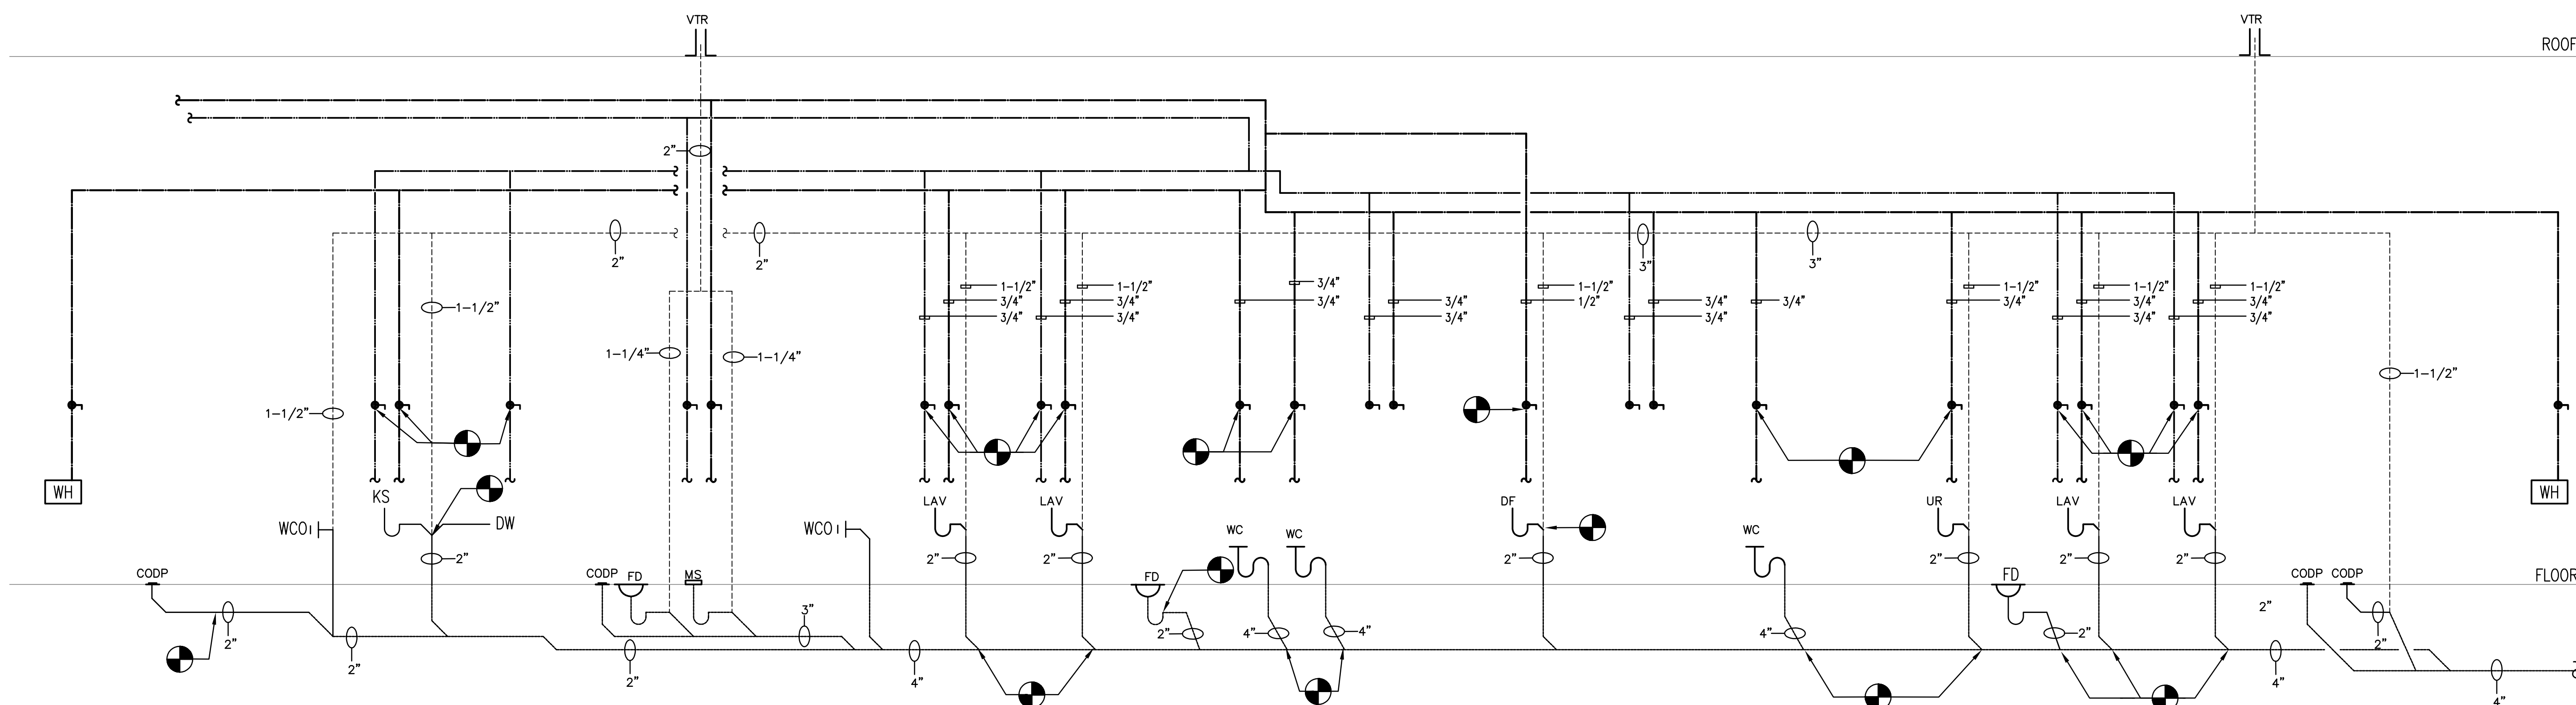 VTR VTR
ROOF
2"
2" 2" 3" 3"
1-1/2"
1-1/2" 1-1/2" 3/4" 1-1/2" 1-1/2" 1-1/2" 1-1/2"
3/4" 3/4" 3/4" 3/4" 1/2" 3/4" 3/4" 3/4" 3/4" 3/4"
3/4" 3/4" 3/4" 3/4" 3/4" 3/4"
1-1/4" 1-1/4"
1-1/2"
1-1/2"
WH KS LAV LAV DF UR LAV LAV WH
WCO DW WCO WC WC WC
2" 2" 2" 2" 2" 2" 2"
CODP CODP FD MS FD FD CODP CODP
FLOOR
3" 2"
2" 2" 4" 4" 4" 2" 2"
2" 2" 4" 4" 4"